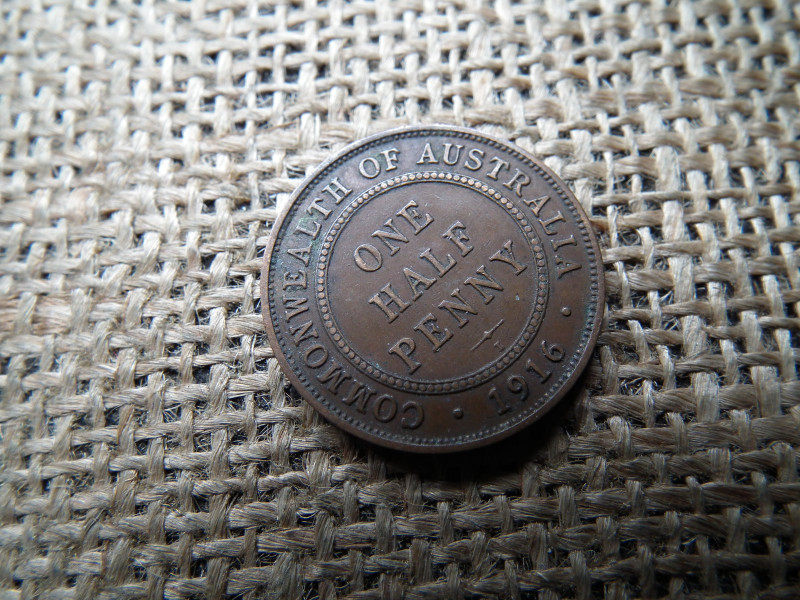 COMMONWEALTH OF AUSTRALIA
ONE
HALF
PENNY
· 1916 ·